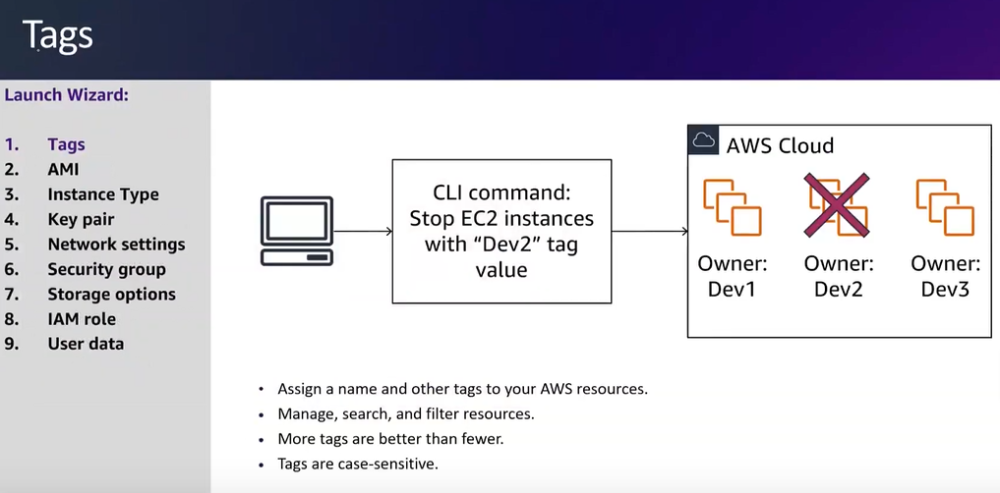 Tags
Launch Wizard:
1. Tags
2. AMI
3. Instance Type
4. Key pair
5. Network settings
6. Security group
7. Storage options
8. IAM role
9. User data
CLI command:
Stop EC2 instances
with “Dev2” tag
value
AWS Cloud
Owner:
Dev1
Owner:
Dev2
Owner:
Dev3
• Assign a name and other tags to your AWS resources.
• Manage, search, and filter resources.
• More tags are better than fewer.
• Tags are case-sensitive.